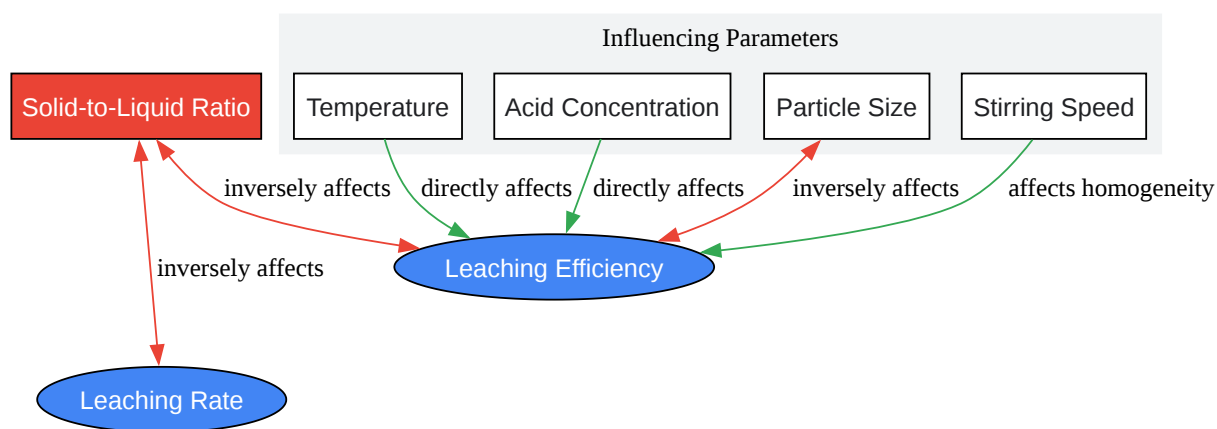 Influencing Parameters
Solid-to-Liquid Ratio
Temperature
Acid Concentration
Particle Size
Stirring Speed
inversely affects
directly affects
directly affects
inversely affects
affects homogeneity
inversely affects
Leaching Efficiency
Leaching Rate